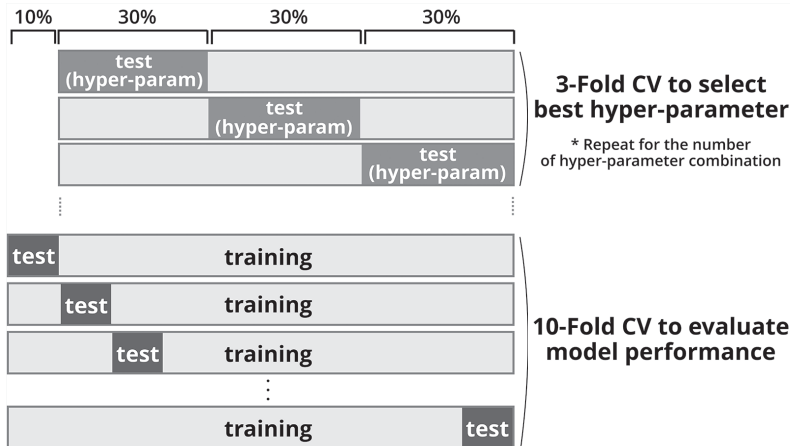 10% 30% 30% 30%
test
(hyper-param)
test
(hyper-param)
test
(hyper-param)
3-Fold CV to select
best hyper-parameter
* Repeat for the number
of hyper-parameter combination
test training
test training
test training
training test
10-Fold CV to evaluate
model performance